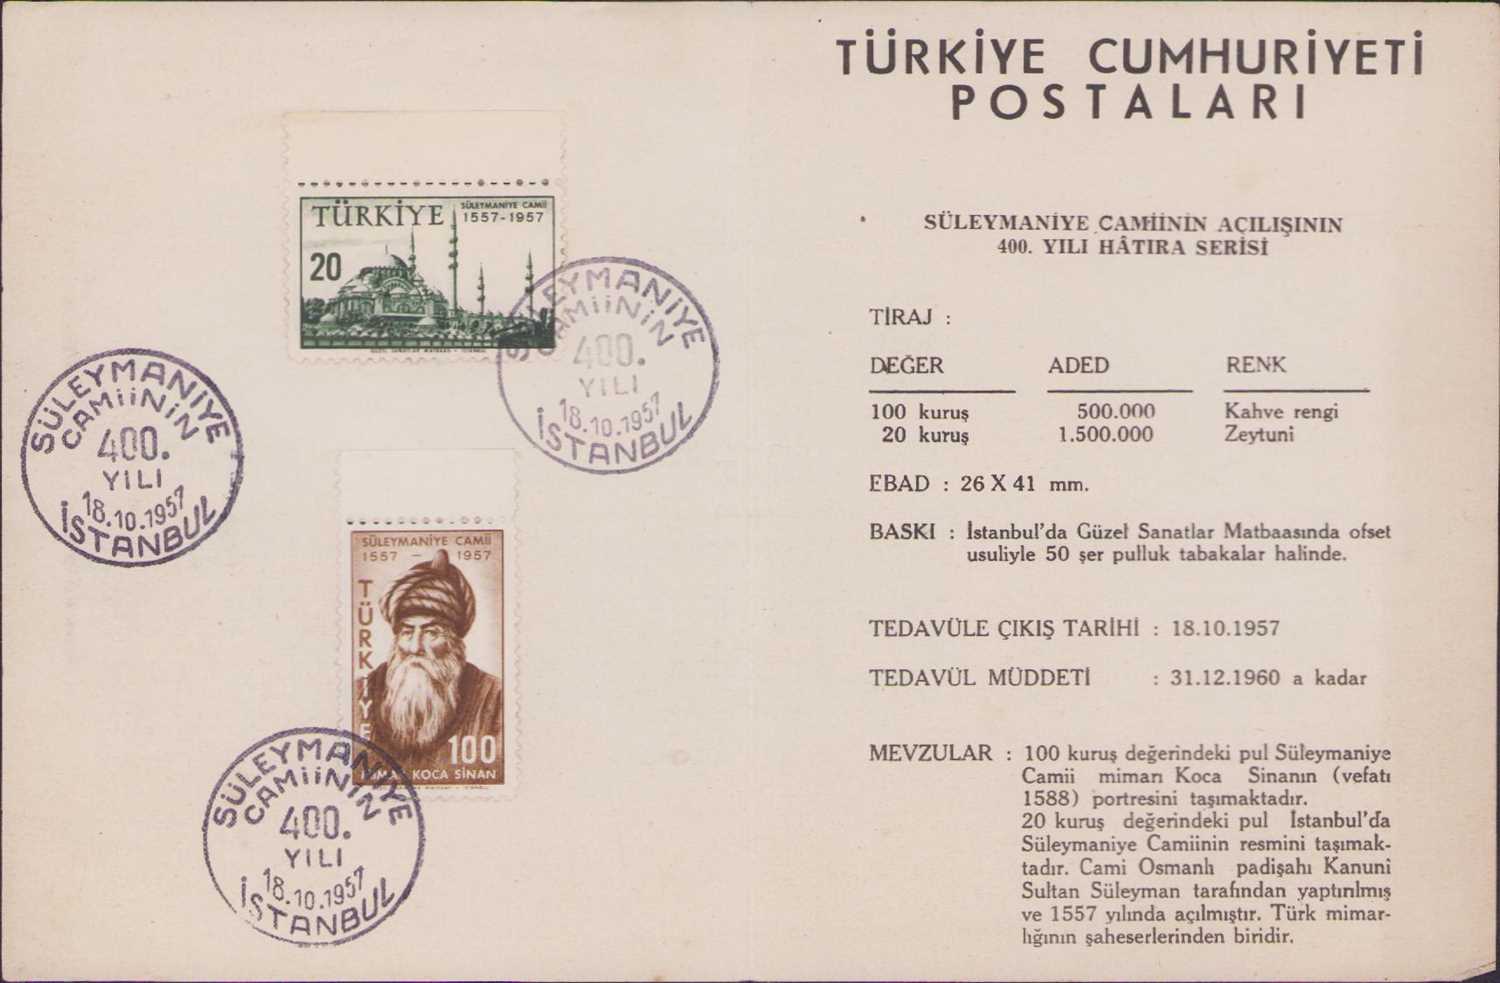 TÜRKİYE CUMHURİYETİ
POSTALARI
SÜLEYMANİYE CAMİİNİN AÇILIŞININ
400. YILI HÂTIRA SERİSİ
TİRAJ :
DEĞER ADED RENK
100 kuruş 500.000 Kahve rengi
20 kuruş 1.500.000 Zeytuni
EBAD : 26 X 41 mm.
BASKI : İstanbul'da Güzel Sanatlar Matbaasında ofset
usuliyle 50 şer pulluk tabakalar halinde.
TEDAVÜLE ÇIKIŞ TARİHİ : 18.10.1957
TEDAVÜL MÜDDETİ : 31.12.1960 a kadar
MEVZULAR : 100 kuruş değerindeki pul Süleymaniye
Camii mimarı Koca Sinanın (vefatı
1588) portresini taşımaktadır.
20 kuruş değerindeki pul İstanbul'da
Süleymaniye Camiinin resmini taşımak-
tadır. Cami Osmanlı padişahı Kanunî
Sultan Süleyman tarafından yaptırılmış
ve 1557 yılında açılmıştır. Türk mimar-
lığının şaheserlerinden biridir.
TÜRKİYE
SÜLEYMANİYE CAMİİ
1557-1957
20
GÜZEL SANATLAR MATBAASI - İSTANBUL
SÜLEYMANİYE
CAMİİNİN
400.
YILI
18.10.1957
İSTANBUL
SÜLEYMANİYE
CAMİİNİN
400.
YILI
18.10.1957
İSTANBUL
SÜLEYMANİYE CAMİİ
1557 - 1957
TÜRKİYE
100
MİMAR KOCA SİNAN
SÜLEYMANİYE
CAMİİNİN
400.
YILI
18.10.1957
İSTANBUL